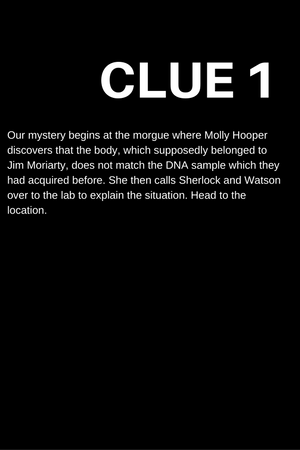 CLUE 1
Our mystery begins at the morgue where Molly Hooper
discovers that the body, which supposedly belonged to
Jim Moriarty, does not match the DNA sample which they
had acquired before. She then calls Sherlock and Watson
over to the lab to explain the situation. Head to the
location.